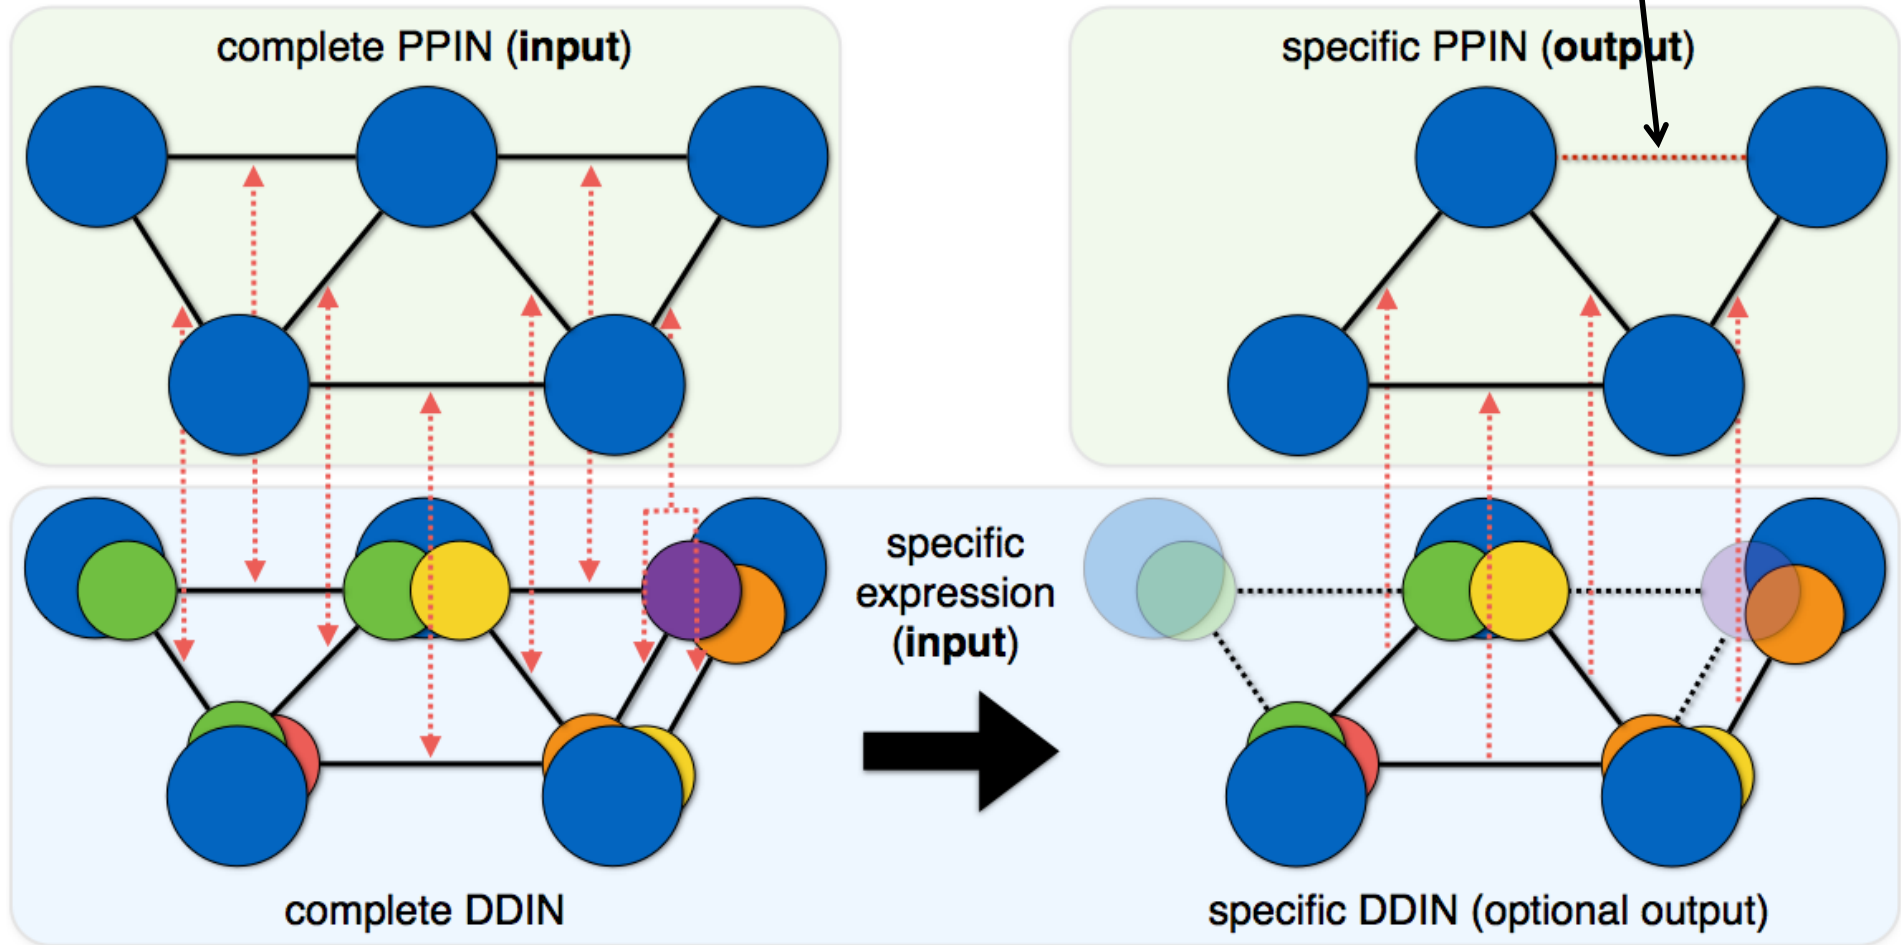 complete PPIN (input)
specific PPIN (output)
specific
expression
(input)
complete DDIN
specific DDIN (optional output)